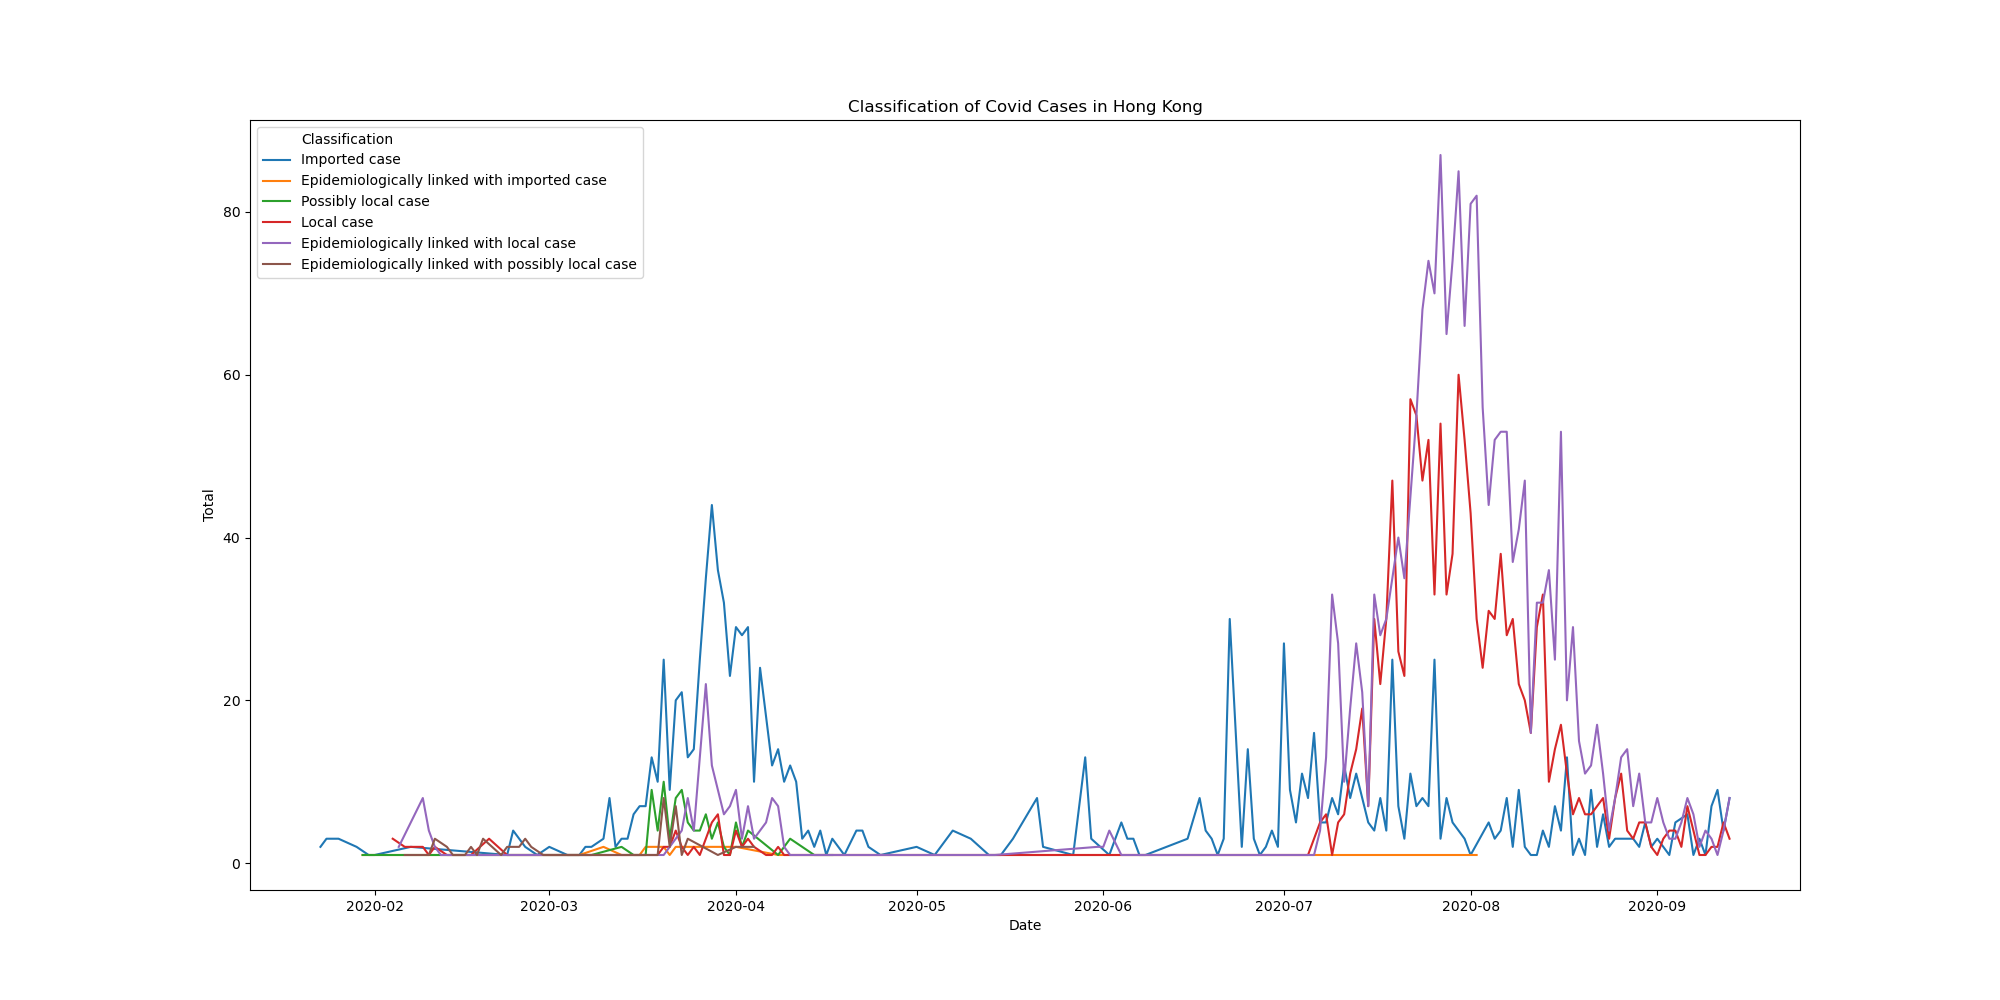 Classification of Covid Cases in Hong Kong
Classification
Imported case
Epidemiologically linked with imported case
Possibly local case
Local case
Epidemiologically linked with local case
Epidemiologically linked with possibly local case
Total
80
60
40
20
0
2020-02 2020-03 2020-04 2020-05 2020-06 2020-07 2020-08 2020-09
Date